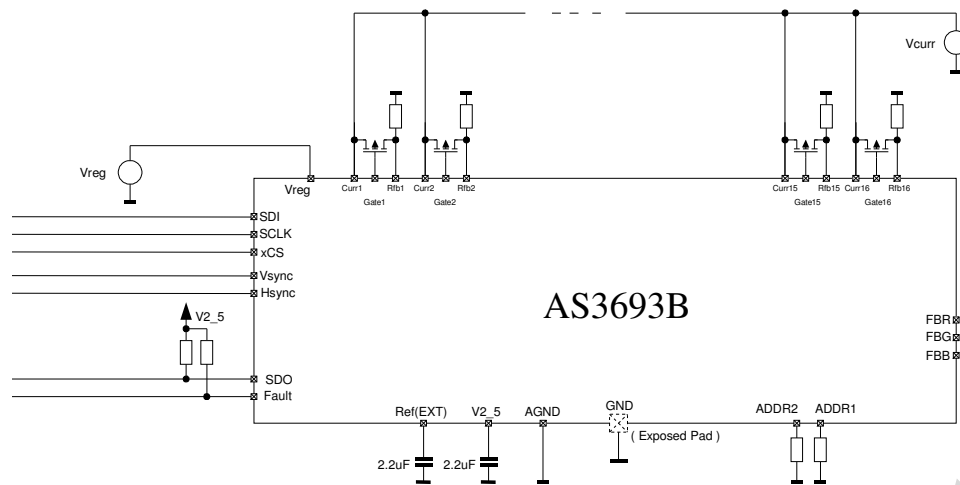 Vcurr
Vreg
Vreg
Curr1
Rfb1
Curr2
Rfb2
Curr15
Rfb15
Curr16
Rfb16
Gate1
Gate2
Gate15
Gate16
SDI
SCLK
xCS
Vsync
Hsync
AS3693B
V2_5
FBR
FBG
FBB
SDO
Fault
Ref(EXT)
V2_5
AGND
GND
( Exposed Pad )
ADDR2
ADDR1
2.2uF
2.2uF